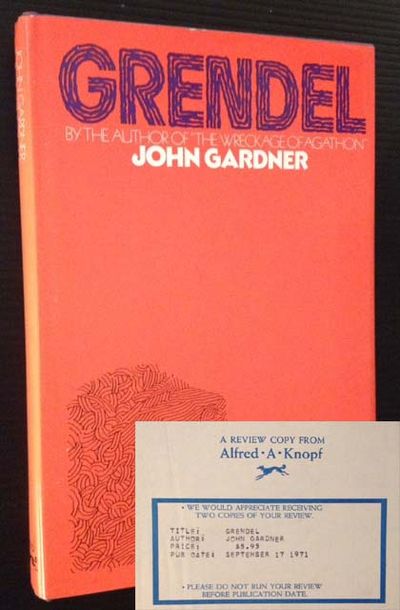 GRENDEL
BY THE AUTHOR OF "THE WRECKAGE OF AGATHON"
JOHN GARDNER
JOHN GARDNER
A REVIEW COPY FROM
Alfred · A · Knopf
• WE WOULD APPRECIATE RECEIVING
TWO COPIES OF YOUR REVIEW.
TITLE: GRENDEL
AUTHOR: JOHN GARDNER
PRICE: $5.95
PUB DATE: SEPTEMBER 17 1971
• PLEASE DO NOT RUN YOUR REVIEW
BEFORE PUBLICATION DATE.